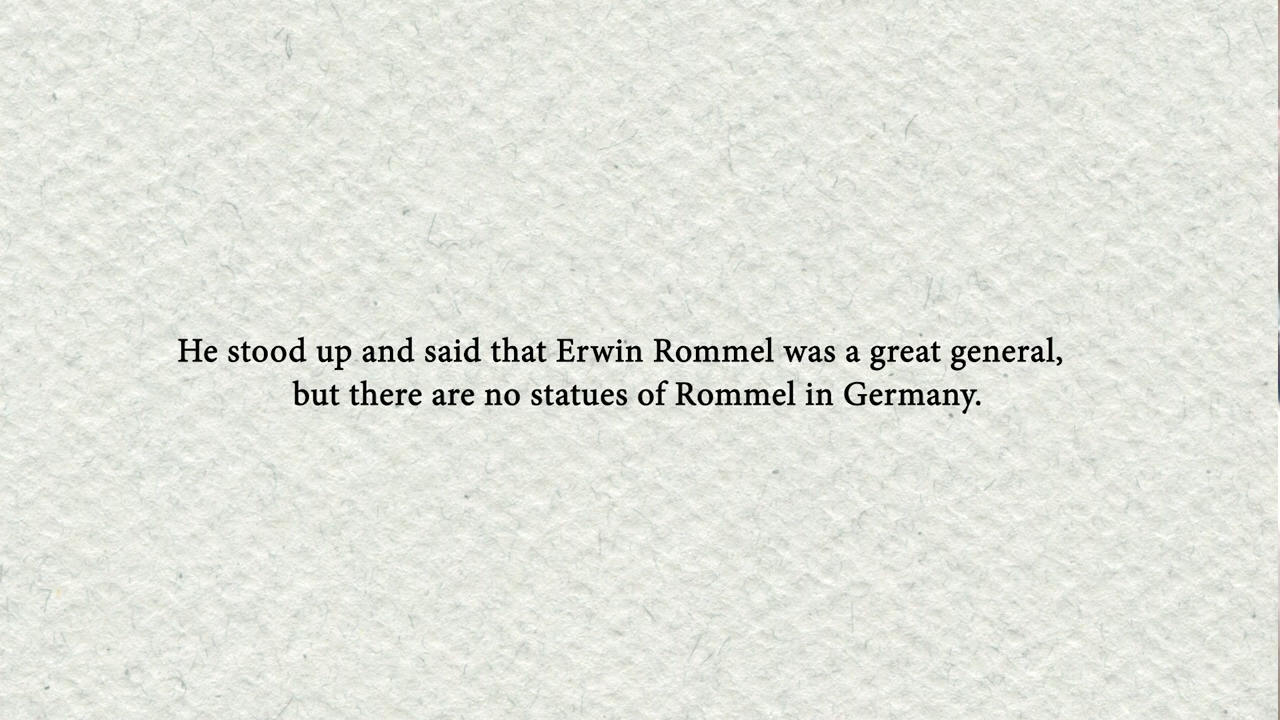 He stood up and said that Erwin Rommel was a great general,
but there are no statues of Rommel in Germany.